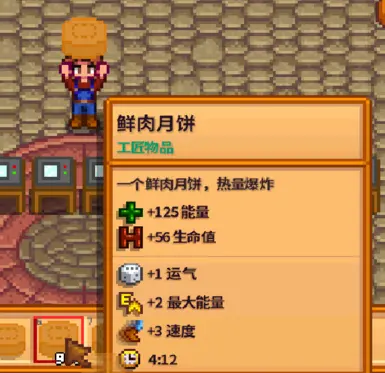 鲜肉月饼
工匠物品
一个鲜肉月饼，热量爆炸
+125 能量
+56 生命值
+1 运气
+2 最大能量
+3 速度
4:12